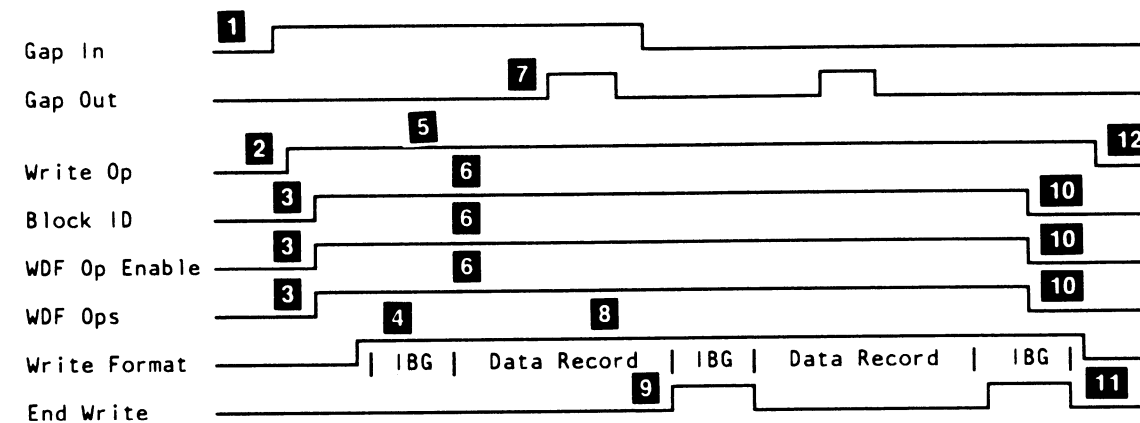 1
Gap In
7
Gap Out
5
2 12
Write Op 6
3 10
Block ID 6
3 10
WDF Op Enable 6
3 10
WDF Ops 4 8
Write Format | IBG | Data Record | IBG | Data Record | IBG |
9 11
End Write